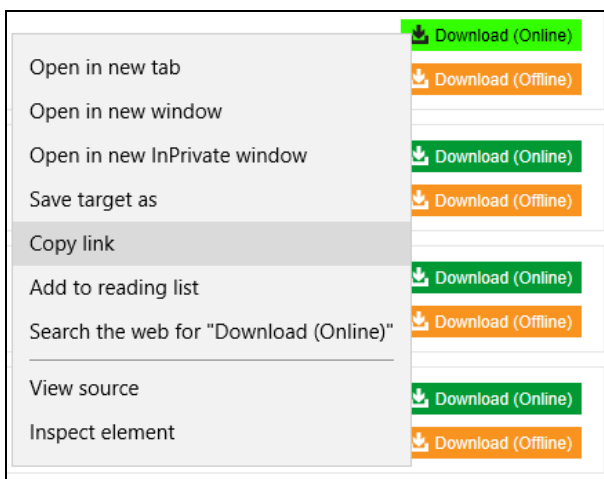 Download (Online)
Download (Offline)
Download (Online)
Download (Offline)
Download (Online)
Download (Offline)
Download (Online)
Download (Offline)
Open in new tab
Open in new window
Open in new InPrivate window
Save target as
Copy link
Add to reading list
Search the web for "Download (Online)"
View source
Inspect element